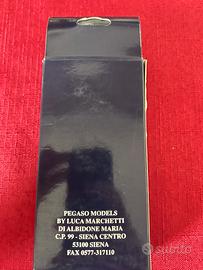 PEGASO MODELS
BY LUCA MARCHETTI
DI ALBIDONE MARIA
C.P. 99 - SIENA CENTRO
53100 SIENA
FAX 0577-317110
subito